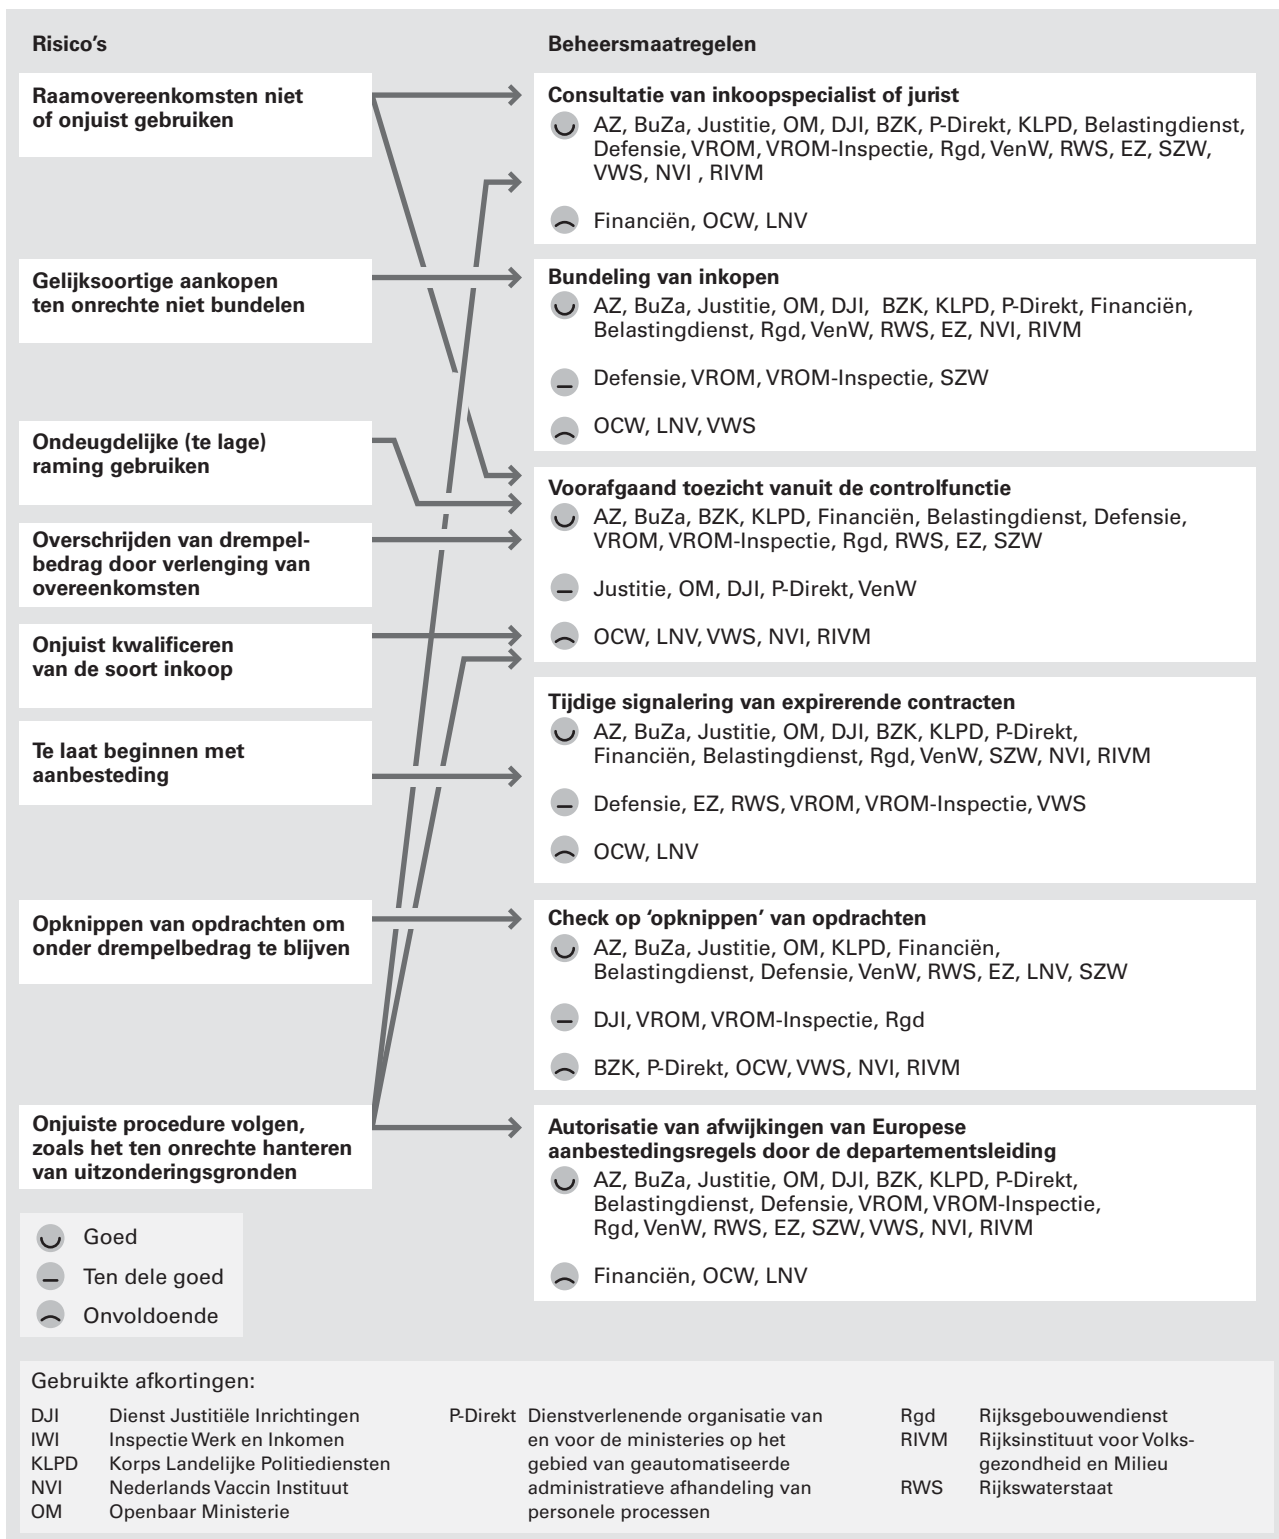 Risico's
Raamovereenkomsten niet
of onjuist gebruiken
Gelijksoortige aankopen
ten onrechte niet bundelen
Ondeugdelijke (te lage)
raming gebruiken
Overschrijden van drempel-
bedrag door verlenging van
overeenkomsten
Onjuist kwalificeren
van de soort inkoop
Te laat beginnen met
aanbesteding
Opknippen van opdrachten om
onder drempelbedrag te blijven
Onjuiste procedure volgen,
zoals het ten onrechte hanteren
van uitzonderingsgronden
Beheersmaatregelen
Consultatie van inkoopspecialist of jurist
AZ, BuZa, Justitie, OM, DJI, BZK, P-Direkt, KLPD, Belastingdienst,
Defensie, VROM, VROM-Inspectie, Rgd, VenW, RWS, EZ, SZW,
VWS, NVI , RIVM
Financiën, OCW, LNV
Bundeling van inkopen
AZ, BuZa, Justitie, OM, DJI, BZK, KLPD, P-Direkt, Financiën,
Belastingdienst, Rgd, VenW, RWS, EZ, NVI, RIVM
Defensie, VROM, VROM-Inspectie, SZW
OCW, LNV, VWS
Voorafgaand toezicht vanuit de controlfunctie
AZ, BuZa, BZK, KLPD, Financiën, Belastingdienst, Defensie,
VROM, VROM-Inspectie, Rgd, RWS, EZ, SZW
Justitie, OM, DJI, P-Direkt, VenW
OCW, LNV, VWS, NVI, RIVM
Tijdige signalering van expirerende contracten
AZ, BuZa, Justitie, OM, DJI, BZK, KLPD, P-Direkt,
Financiën, Belastingdienst, Rgd, VenW, SZW, NVI, RIVM
Defensie, EZ, RWS, VROM, VROM-Inspectie, VWS
OCW, LNV
Check op 'opknippen' van opdrachten
AZ, BuZa, Justitie, OM, KLPD, Financiën,
Belastingdienst, Defensie, VenW, RWS, EZ, LNV, SZW
DJI, VROM, VROM-Inspectie, Rgd
BZK, P-Direkt, OCW, VWS, NVI, RIVM
Autorisatie van afwijkingen van Europese
aanbestedingsregels door de departementsleiding
AZ, BuZa, Justitie, OM, DJI, BZK, KLPD, P-Direkt,
Belastingdienst, Defensie, VROM, VROM-Inspectie,
Rgd, VenW, RWS, EZ, SZW, VWS, NVI, RIVM
Financiën, OCW, LNV
Goed
Ten dele goed
Onvoldoende
Gebruikte afkortingen:
DJI Dienst Justitiële Inrichtingen
IWI Inspectie Werk en Inkomen
KLPD Korps Landelijke Politiediensten
NVI Nederlands Vaccin Instituut
OM Openbaar Ministerie
P-Direkt Dienstverlenende organisatie van
en voor de ministeries op het
gebied van geautomatiseerde
administratieve afhandeling van
personele processen
Rgd Rijksgebouwendienst
RIVM Rijksinstituut voor Volks-
gezondheid en Milieu
RWS Rijkswaterstaat